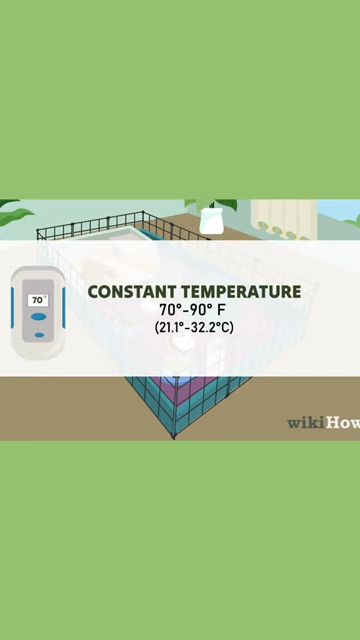 CONSTANT TEMPERATURE
70°-90° F
(21.1°-32.2°C)
70°
wikiHow